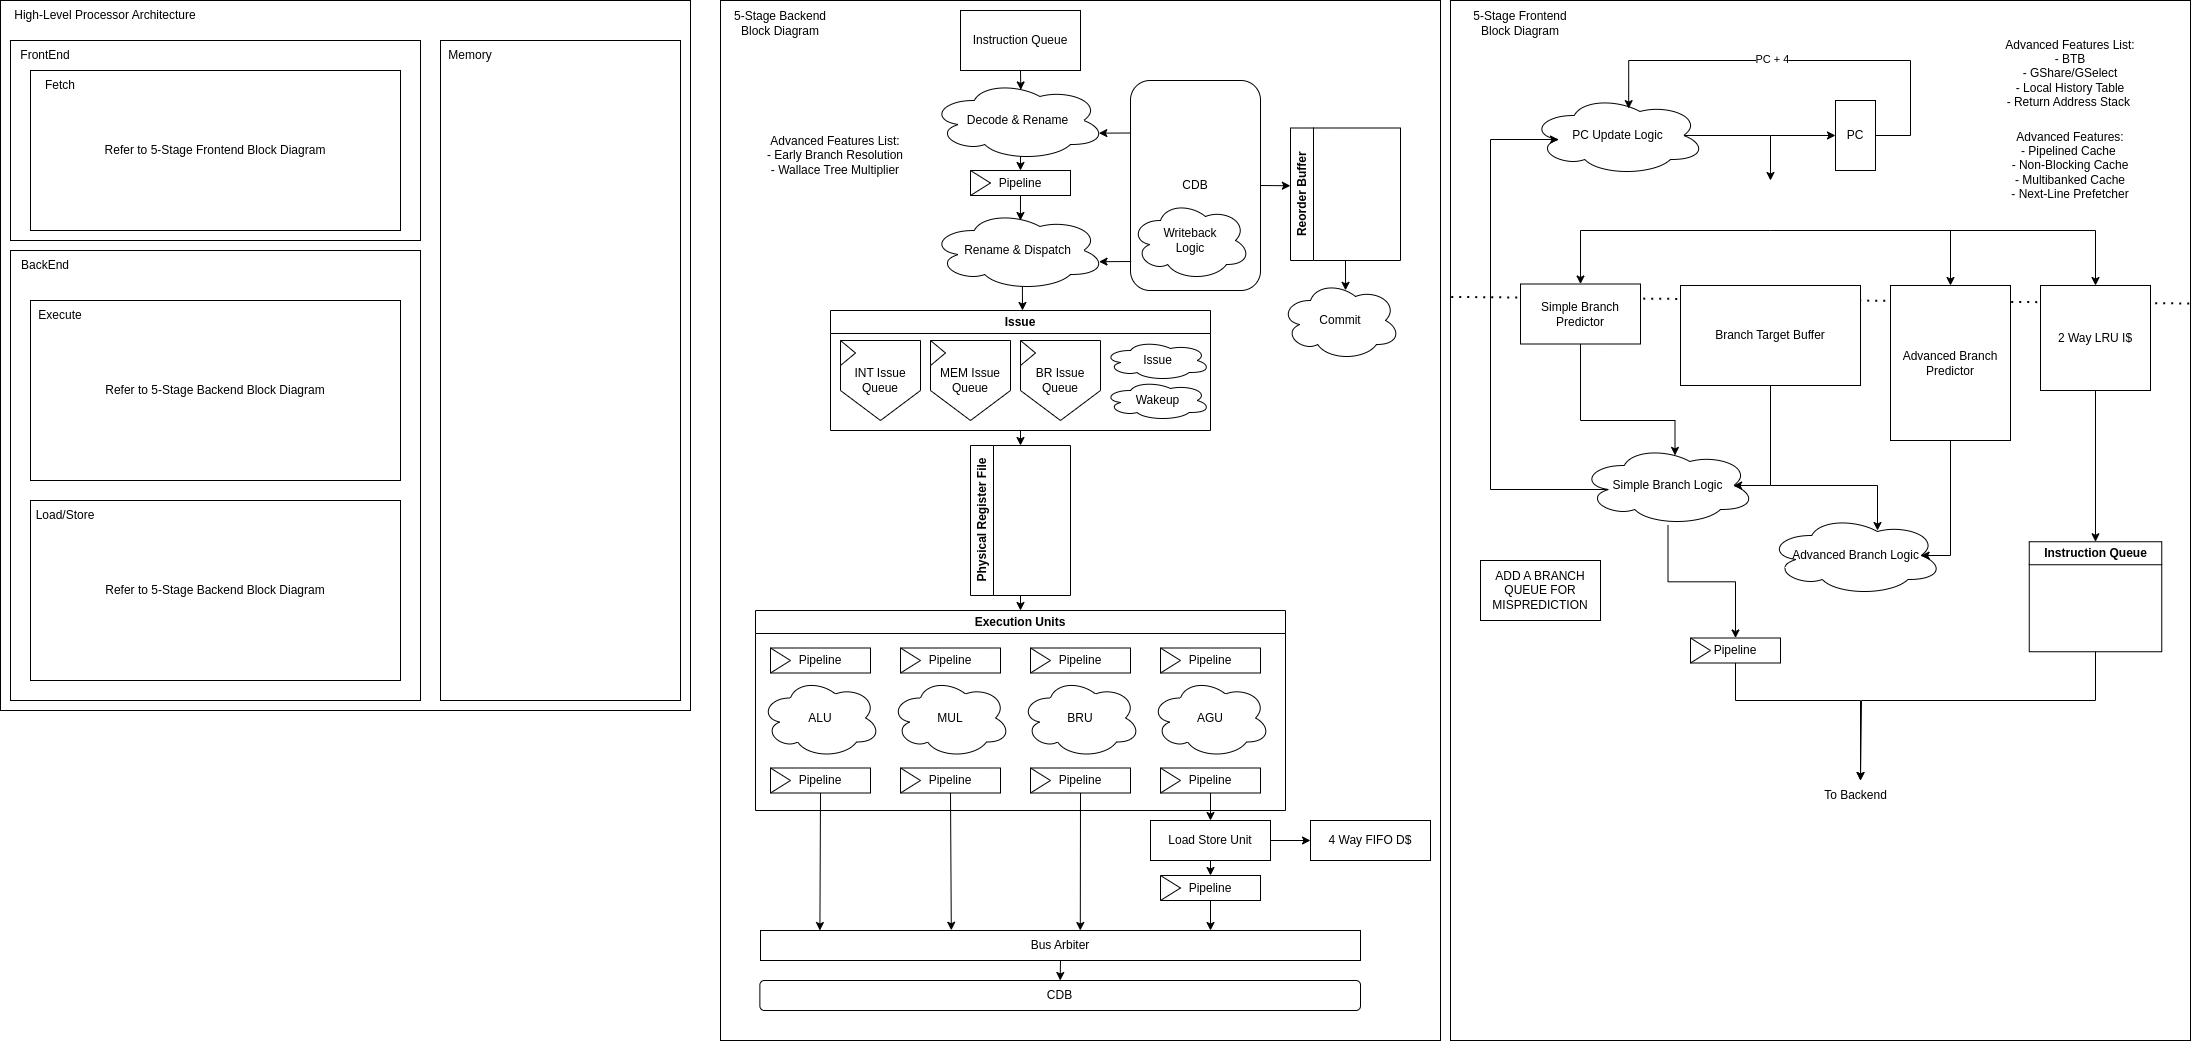 High-Level Processor Architecture
FrontEnd
Fetch
Refer to 5-Stage Frontend Block Diagram
BackEnd
Execute
Refer to 5-Stage Backend Block Diagram
Load/Store
Refer to 5-Stage Backend Block Diagram
Memory
5-Stage Backend
Block Diagram
Instruction Queue
Decode & Rename
Advanced Features List:
- Early Branch Resolution
- Wallace Tree Multiplier
Pipeline
Rename & Dispatch
CDB
Writeback
Logic
Reorder Buffer
Commit
Issue
INT Issue
Queue
MEM Issue
Queue
BR Issue
Queue
Issue
Wakeup
Physical Register File
Execution Units
Pipeline
Pipeline
Pipeline
Pipeline
ALU
MUL
BRU
AGU
Pipeline
Pipeline
Pipeline
Pipeline
Load Store Unit
4 Way FIFO D$
Pipeline
Bus Arbiter
CDB
5-Stage Frontend
Block Diagram
PC + 4
Advanced Features List:
- BTB
- GShare/GSelect
- Local History Table
- Return Address Stack
PC Update Logic
PC
Advanced Features:
- Pipelined Cache
- Non-Blocking Cache
- Multibanked Cache
- Next-Line Prefetcher
Simple Branch
Predictor
Branch Target Buffer
Advanced Branch
Predictor
2 Way LRU I$
Simple Branch Logic
Advanced Branch Logic
Instruction Queue
ADD A BRANCH
QUEUE FOR
MISPREDICTION
Pipeline
To Backend